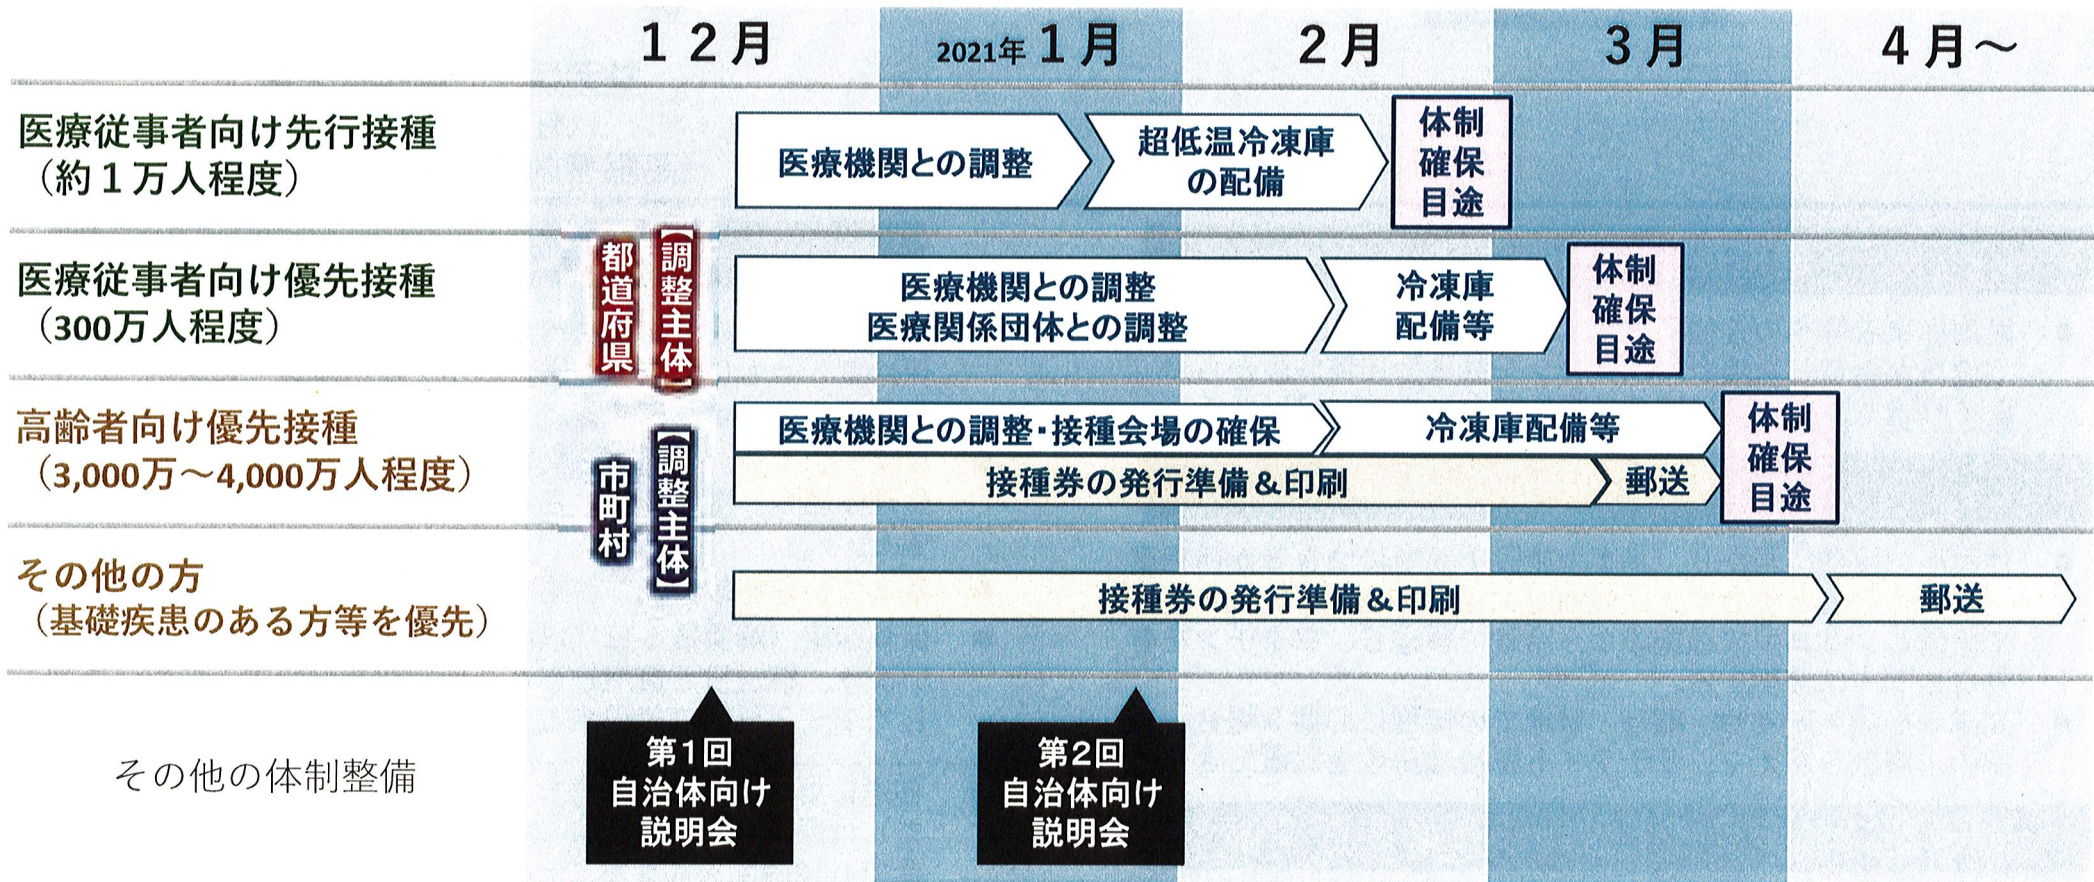 12月
2021年 1月
2月
3月
4月～
医療従事者向け先行接種
（約１万人程度）
医療機関との調整
超低温冷凍庫
の配備
体制
確保
目途
医療従事者向け優先接種
（300万人程度）
都道府県
【調整主体】
医療機関との調整
医療関係団体との調整
冷凍庫
配備等
体制
確保
目途
高齢者向け優先接種
（3,000万～4,000万人程度）
市町村
【調整主体】
医療機関との調整・接種会場の確保
冷凍庫配備等
接種券の発行準備＆印刷
郵送
体制
確保
目途
その他の方
（基礎疾患のある方等を優先）
接種券の発行準備＆印刷
郵送
その他の体制整備
第1回
自治体向け
説明会
第2回
自治体向け
説明会